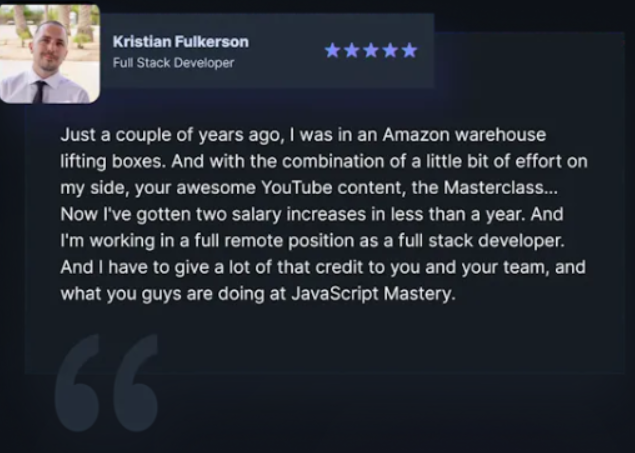 Kristian Fulkerson
Full Stack Developer
Just a couple of years ago, I was in an Amazon warehouse
lifting boxes. And with the combination of a little bit of effort on
my side, your awesome YouTube content, the Masterclass...
Now I've gotten two salary increases in less than a year. And
I'm working in a full remote position as a full stack developer.
And I have to give a lot of that credit to you and your team, and
what you guys are doing at JavaScript Mastery.